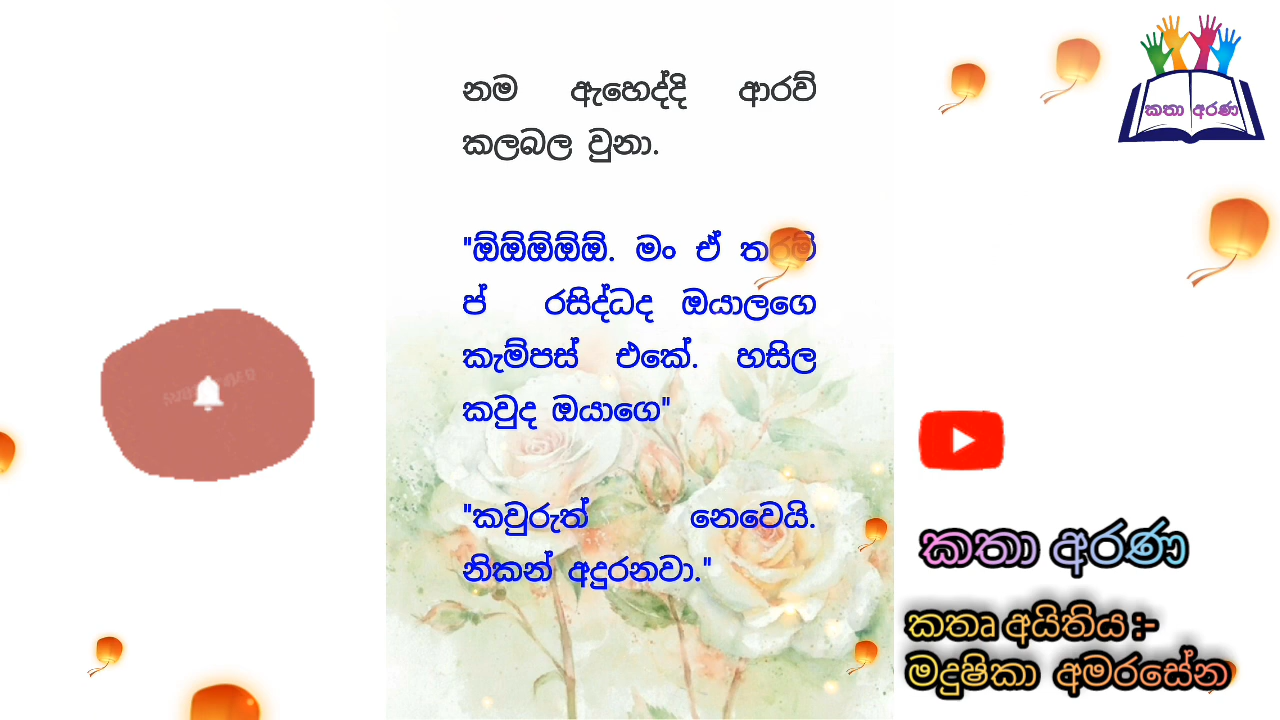 නම ඇහෙද්දි ආරව්
කලබල වුනා.
"ඕඕඕඕඕ. මං ඒ තරම්
ප් රසිද්ධද ඔයාලගෙ
කැම්පස් එකේ. හසිල
කවුද ඔයාගෙ"
"කවුරුත් නෙවෙයි.
නිකන් අදුරනවා."
කතා අරණ
කතා අරණ
කතෘ අයිතිය :-
මදුෂිකා අමරසේන